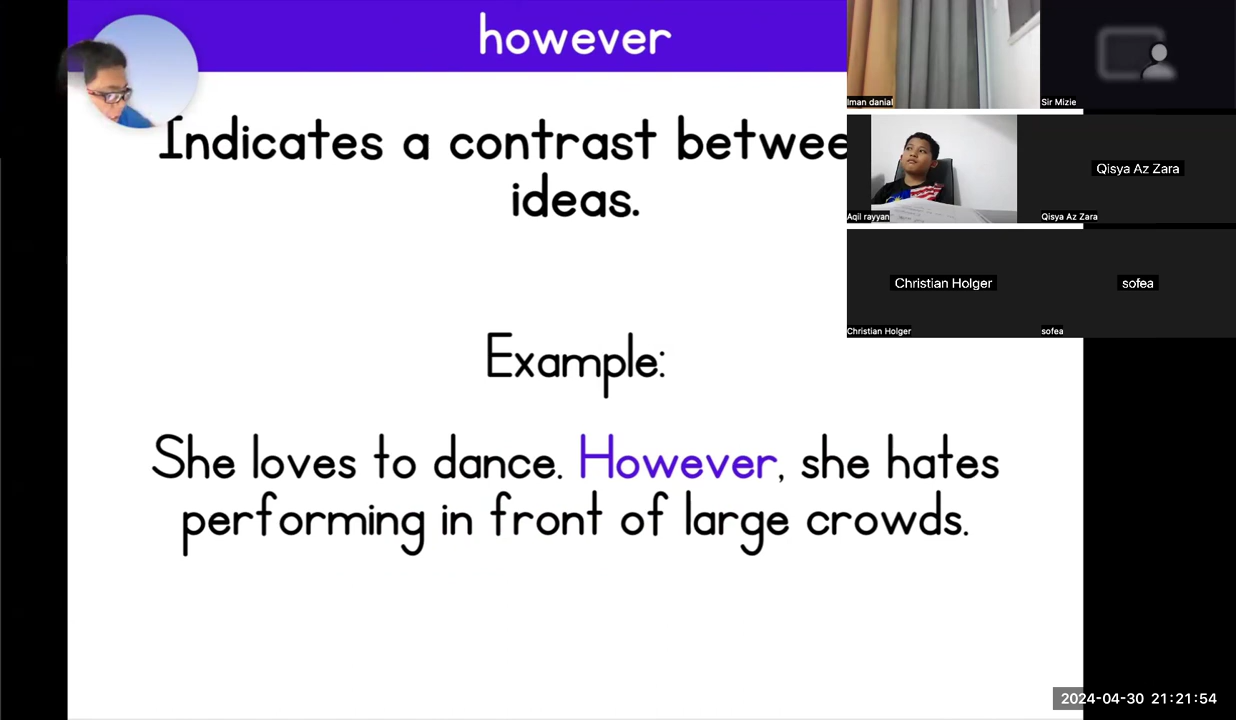 however
Indicates a contrast betwee
ideas.
Example:
She loves to dance. However, she hates
performing in front of large crowds.
Iman danial
Sir Mizie
Aqil rayyan
Qisya Az Zara
Qisya Az Zara
Christian Holger
Christian Holger
sofea
sofea
2024-04-30 21:21:54